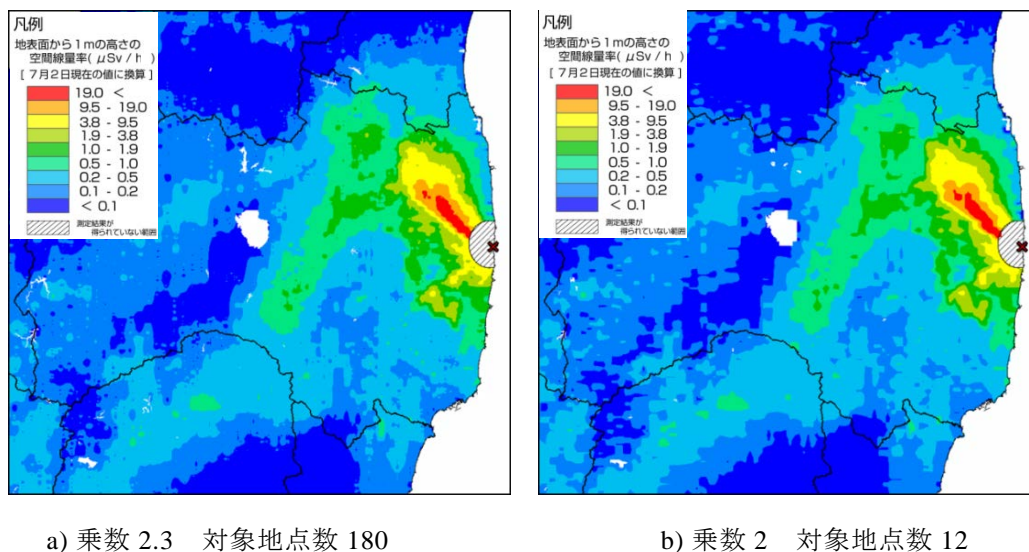 凡例
地表面から1mの高さの
空間線量率(μSv/h)
[ 7月2日現在の値に換算 ]
19.0 <
9.5 - 19.0
3.8 - 9.5
1.9 - 3.8
1.0 - 1.9
0.5 - 1.0
0.2 - 0.5
0.1 - 0.2
< 0.1
測定結果が
得られていない範囲
a) 乗数 2.3 対象地点数 180
凡例
地表面から1mの高さの
空間線量率(μSv/h)
[ 7月2日現在の値に換算 ]
19.0 <
9.5 - 19.0
3.8 - 9.5
1.9 - 3.8
1.0 - 1.9
0.5 - 1.0
0.2 - 0.5
0.1 - 0.2
< 0.1
測定結果が
得られていない範囲
b) 乗数 2 対象地点数 12